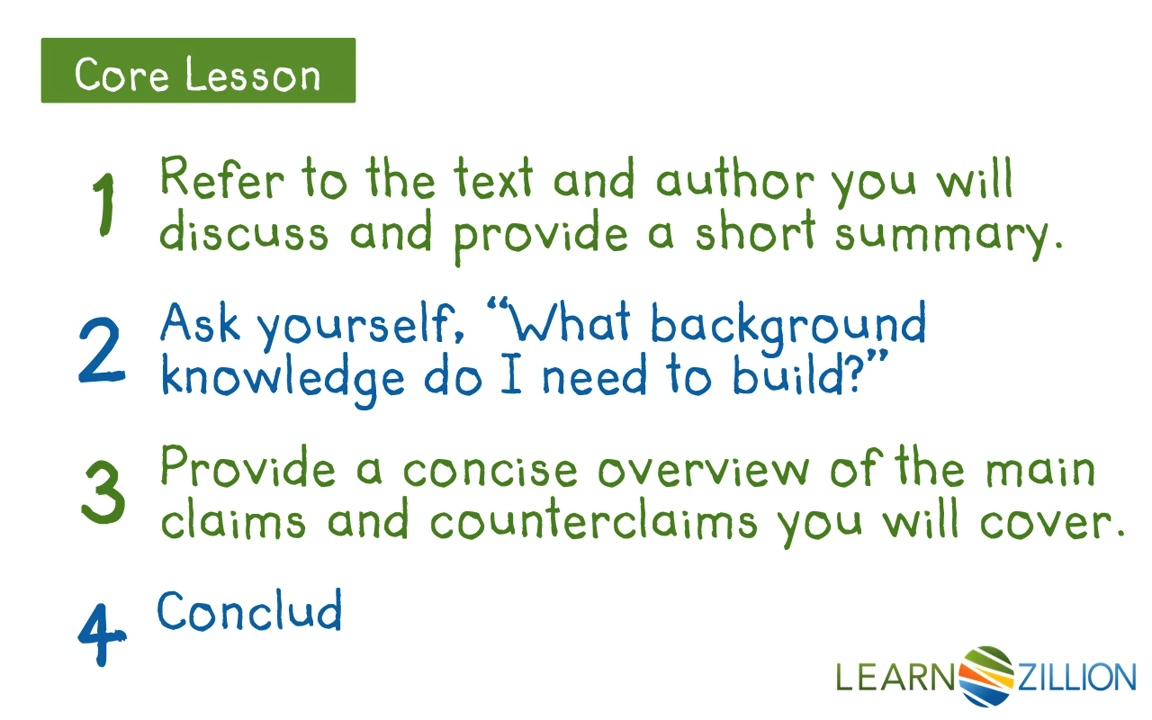 Core Lesson
1 Refer to the text and author you will
discuss and provide a short summary.
2 Ask yourself, “What background
knowledge do I need to build?”
3 Provide a concise overview of the main
claims and counterclaims you will cover.
4 Conclud
LEARN ZILLION